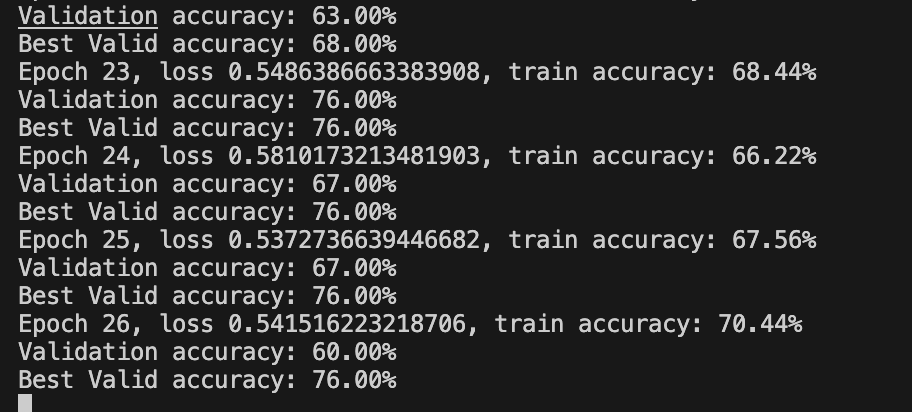 Validation accuracy: 63.00%
Best Valid accuracy: 68.00%
Epoch 23, loss 0.5486386663383908, train accuracy: 68.44%
Validation accuracy: 76.00%
Best Valid accuracy: 76.00%
Epoch 24, loss 0.5810173213481903, train accuracy: 66.22%
Validation accuracy: 67.00%
Best Valid accuracy: 76.00%
Epoch 25, loss 0.5372736639446682, train accuracy: 67.56%
Validation accuracy: 67.00%
Best Valid accuracy: 76.00%
Epoch 26, loss 0.541516223218706, train accuracy: 70.44%
Validation accuracy: 60.00%
Best Valid accuracy: 76.00%